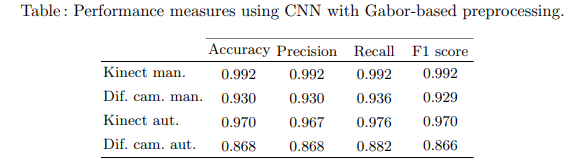 Table: Performance measures using CNN with Gabor-based preprocessing.
Accuracy Precision Recall F1 score
Kinect man. 0.992 0.992 0.992 0.992
Dif. cam. man. 0.930 0.930 0.936 0.929
Kinect aut. 0.970 0.967 0.976 0.970
Dif. cam. aut. 0.868 0.868 0.882 0.866